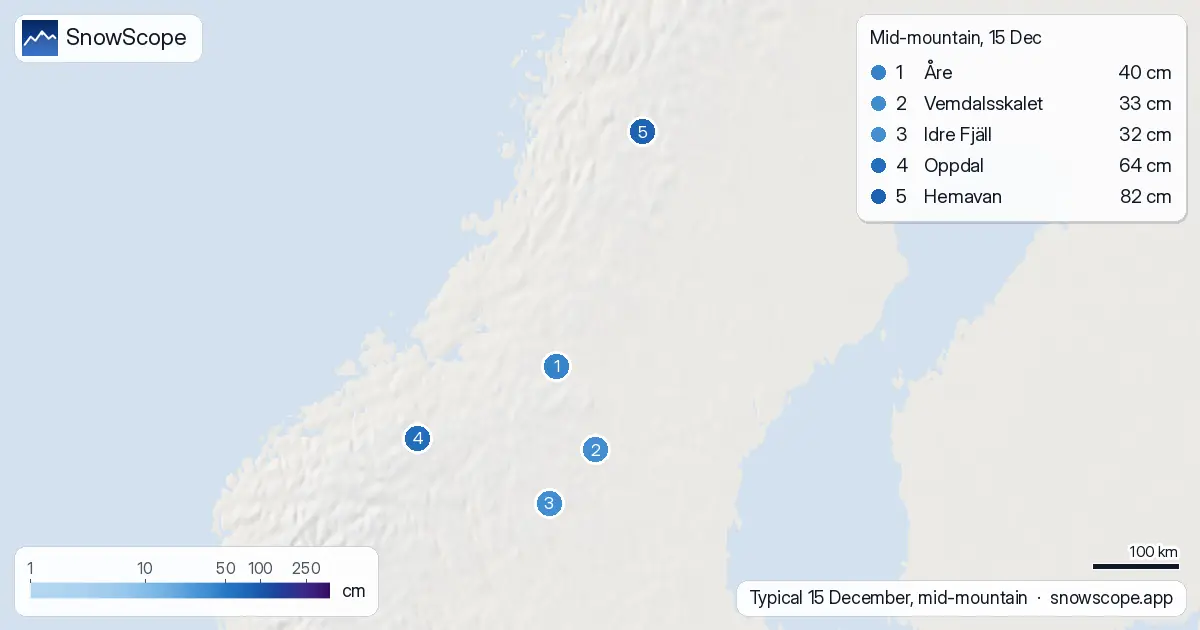 SnowScope
Mid-mountain, 15 Dec
1 Åre 40 cm
2 Vemdalsskalet 33 cm
3 Idre Fjäll 32 cm
4 Oppdal 64 cm
5 Hemavan 82 cm
5
1
4
2
3
1 10 50 100 250
cm
100 km
Typical 15 December, mid-mountain · snowscope.app